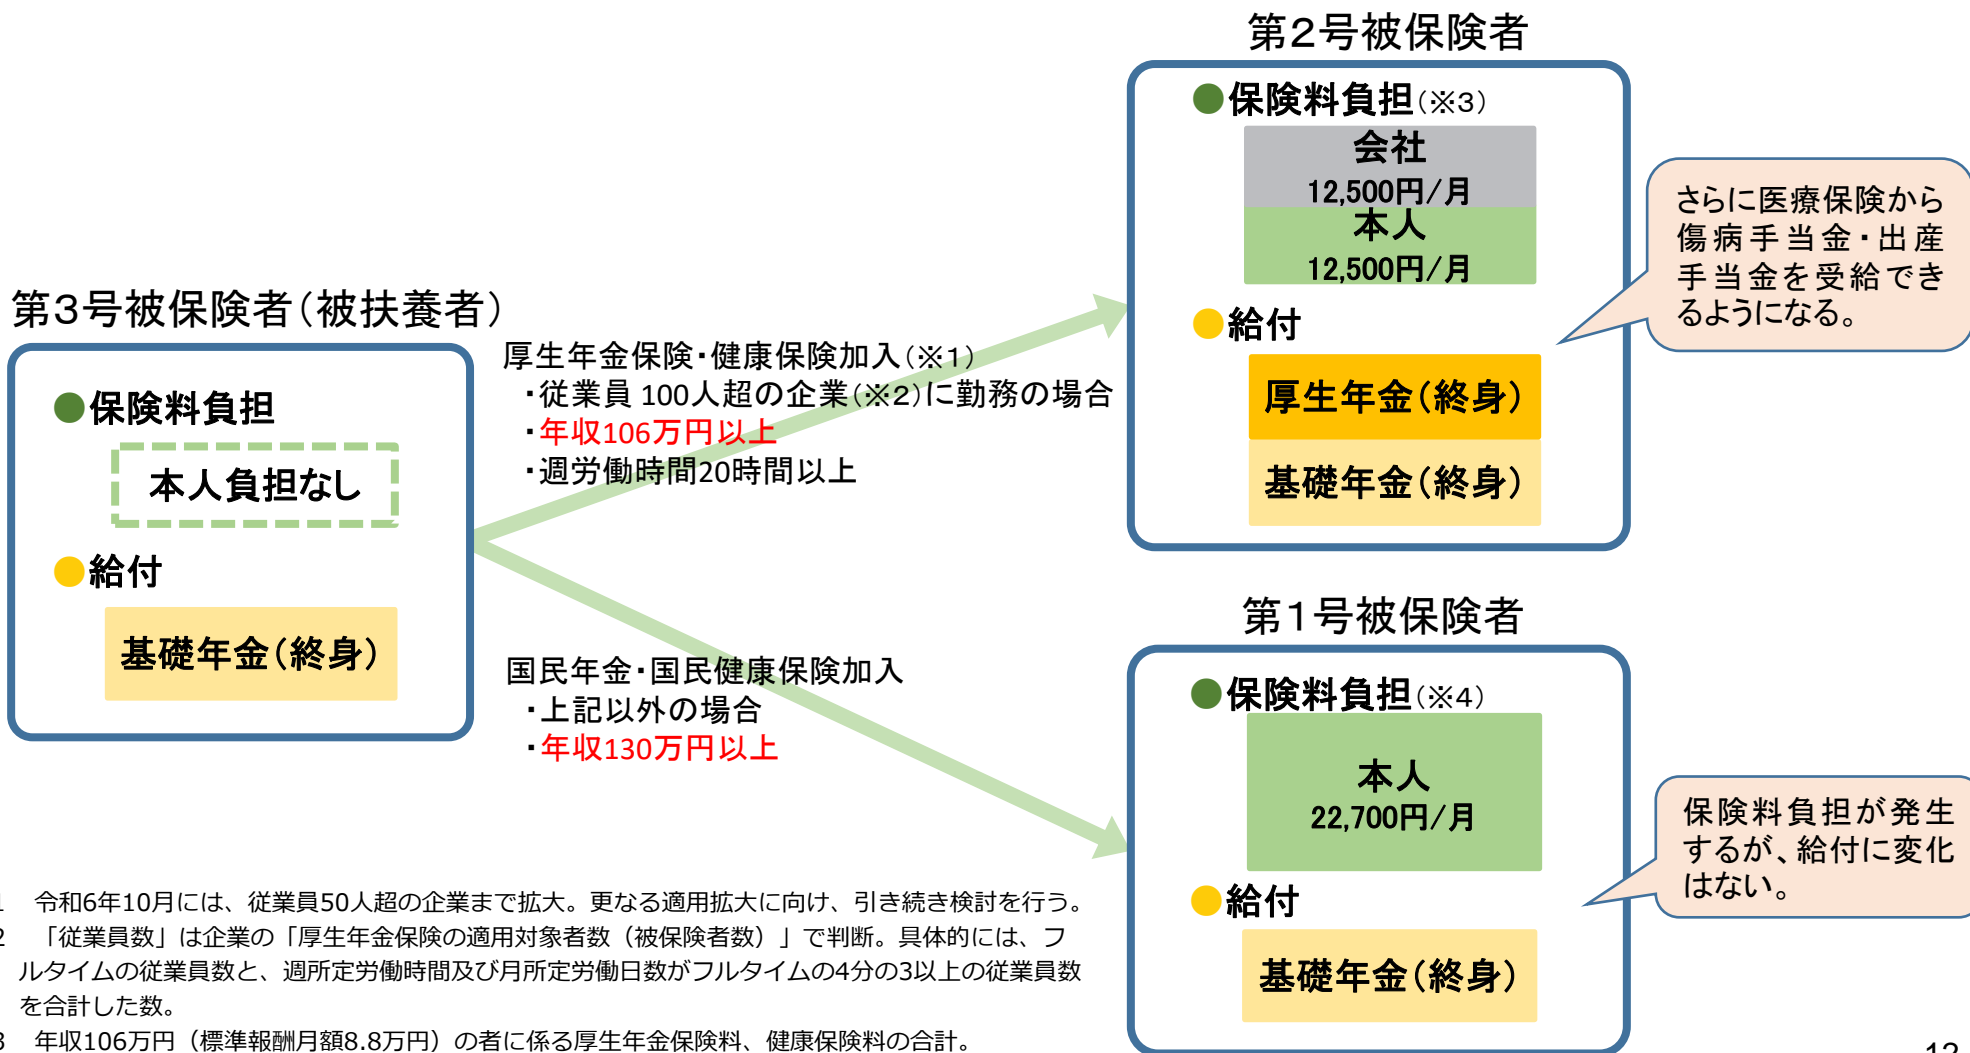 第3号被保険者（被扶養者）
●保険料負担
本人負担なし
●給付
基礎年金（終身）
厚生年金保険・健康保険加入（※1）
・従業員 100人超の企業（※2）に勤務の場合
・年収106万円以上
・週労働時間20時間以上
国民年金・国民健康保険加入
・上記以外の場合
・年収130万円以上
第2号被保険者
●保険料負担（※3）
会社
12,500円/月
本人
12,500円/月
●給付
厚生年金（終身）
基礎年金（終身）
さらに医療保険から
傷病手当金・出産
手当金を受給でき
るようになる。
第1号被保険者
●保険料負担（※4）
本人
22,700円/月
●給付
基礎年金（終身）
保険料負担が発生
するが、給付に変化
はない。
1 令和6年10月には、従業員50人超の企業まで拡大。更なる適用拡大に向け、引き続き検討を行う。
2 「従業員数」は企業の「厚生年金保険の適用対象者数（被保険者数）」で判断。具体的には、フ
ルタイムの従業員数と、週所定労働時間及び月所定労働日数がフルタイムの4分の3以上の従業員数
を合計した数。
3 年収106万円（標準報酬月額8.8万円）の者に係る厚生年金保険料、健康保険料の合計。
12